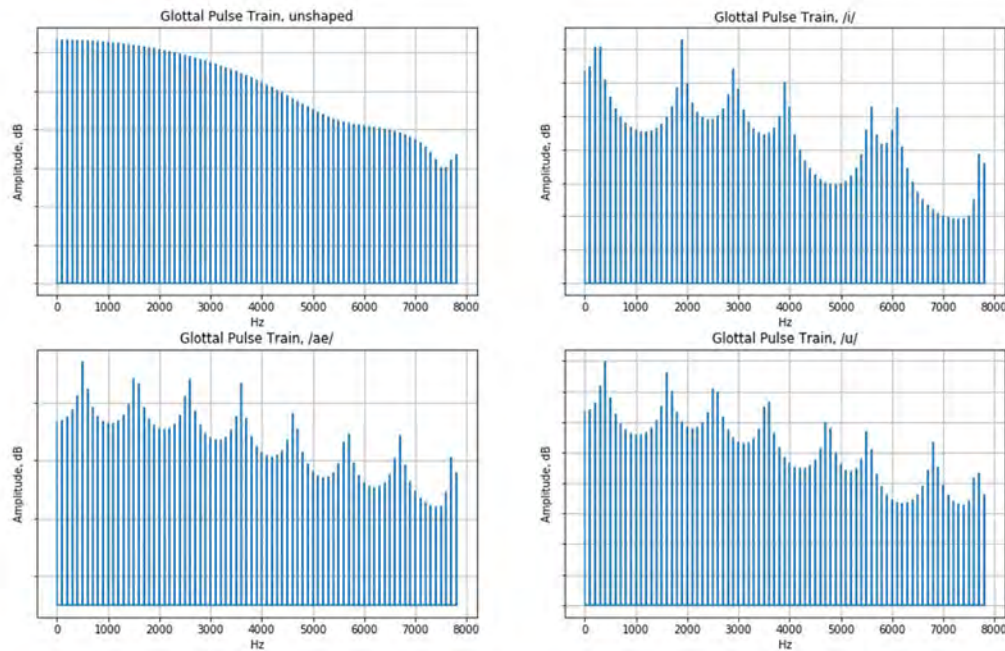 Glottal Pulse Train, unshaped
Amplitude, dB
0 1000 2000 3000 4000 5000 6000 7000 8000
Hz
Glottal Pulse Train, /i/
Amplitude, dB
0 1000 2000 3000 4000 5000 6000 7000 8000
Hz
Glottal Pulse Train, /ae/
Amplitude, dB
0 1000 2000 3000 4000 5000 6000 7000 8000
Hz
Glottal Pulse Train, /u/
Amplitude, dB
0 1000 2000 3000 4000 5000 6000 7000 8000
Hz